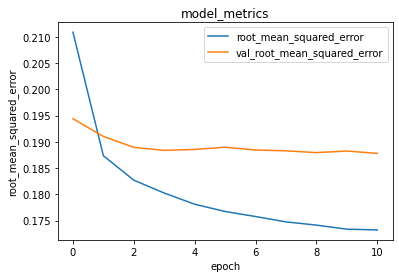 model_metrics
root_mean_squared_error
val_root_mean_squared_error
root_mean_squared_error
0.210
0.205
0.200
0.195
0.190
0.185
0.180
0.175
0 2 4 6 8 10
epoch